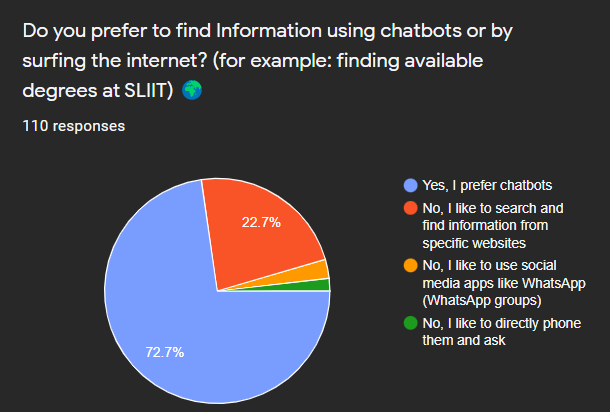 Do you prefer to find Information using chatbots or by
surfing the internet? (for example: finding available
degrees at SLIIT) 🌍
110 responses
22.7%
72.7%
Yes, I prefer chatbots
No, I like to search and
find information from
specific websites
No, I like to use social
media apps like WhatsApp
(WhatsApp groups)
No, I like to directly phone
them and ask